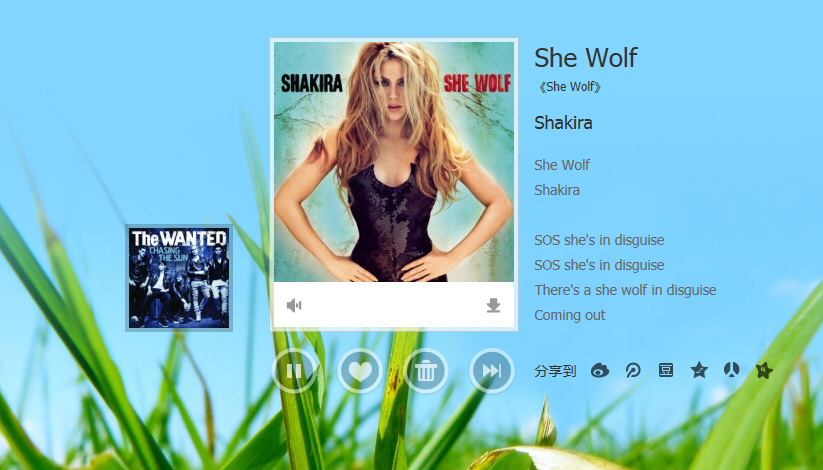 SHAKIRA
SHE WOLF
The WANTED
CHASING
THE SUN
She Wolf
《She Wolf》
Shakira
She Wolf
Shakira
SOS she's in disguise
SOS she's in disguise
There's a she wolf in disguise
Coming out
分享到
豆